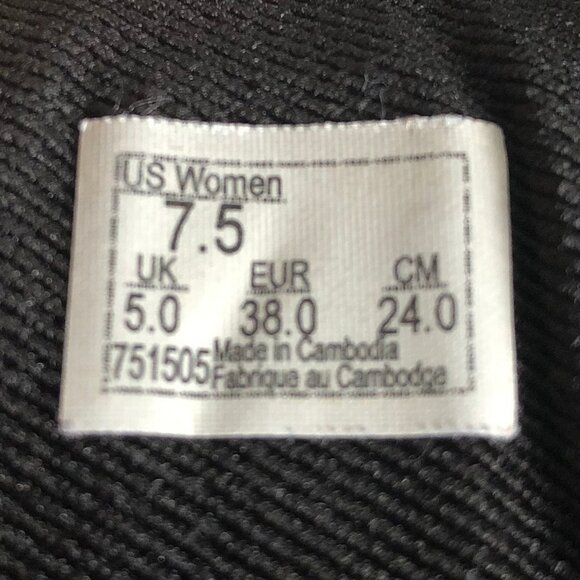 US Women
7.5
UK EUR CM
5.0 38.0 24.0
751505 Made in Cambodia
Fabrique au Cambodge